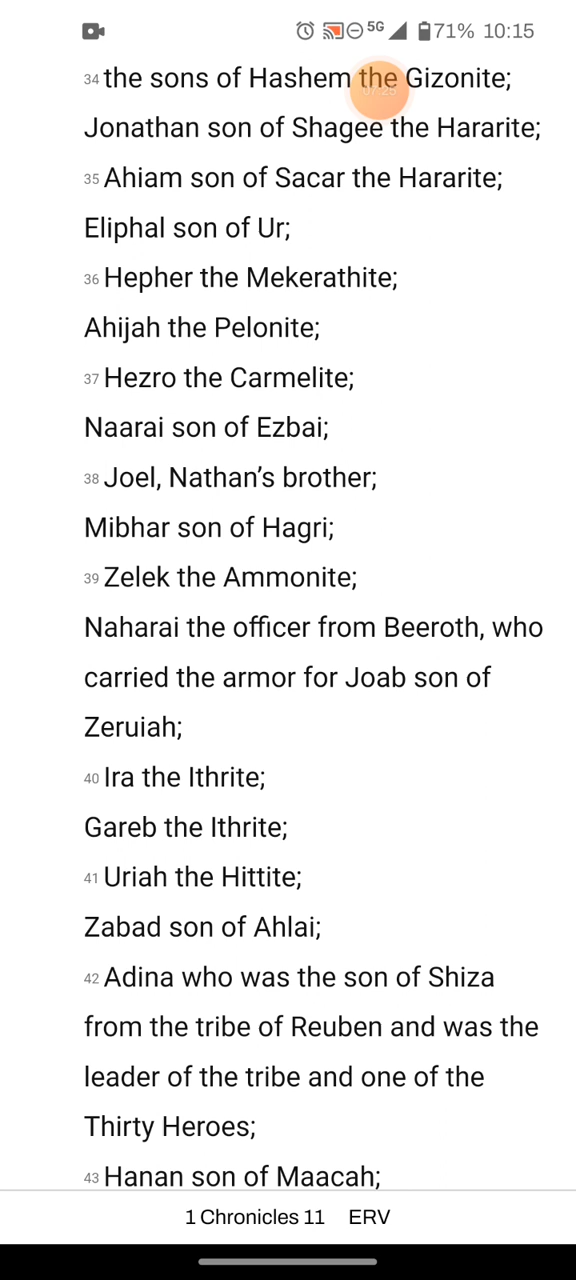 5G 71% 10:15
34 the sons of Hashem the Gizonite;
Jonathan son of Shagee the Hararite;
35 Ahiam son of Sacar the Hararite;
Eliphal son of Ur;
36 Hepher the Mekerathite;
Ahijah the Pelonite;
37 Hezro the Carmelite;
Naarai son of Ezbai;
38 Joel, Nathan’s brother;
Mibhar son of Hagri;
39 Zelek the Ammonite;
Naharai the officer from Beeroth, who
carried the armor for Joab son of
Zeruiah;
40 Ira the Ithrite;
Gareb the Ithrite;
41 Uriah the Hittite;
Zabad son of Ahlai;
42 Adina who was the son of Shiza
from the tribe of Reuben and was the
leader of the tribe and one of the
Thirty Heroes;
43 Hanan son of Maacah;
1 Chronicles 11 ERV